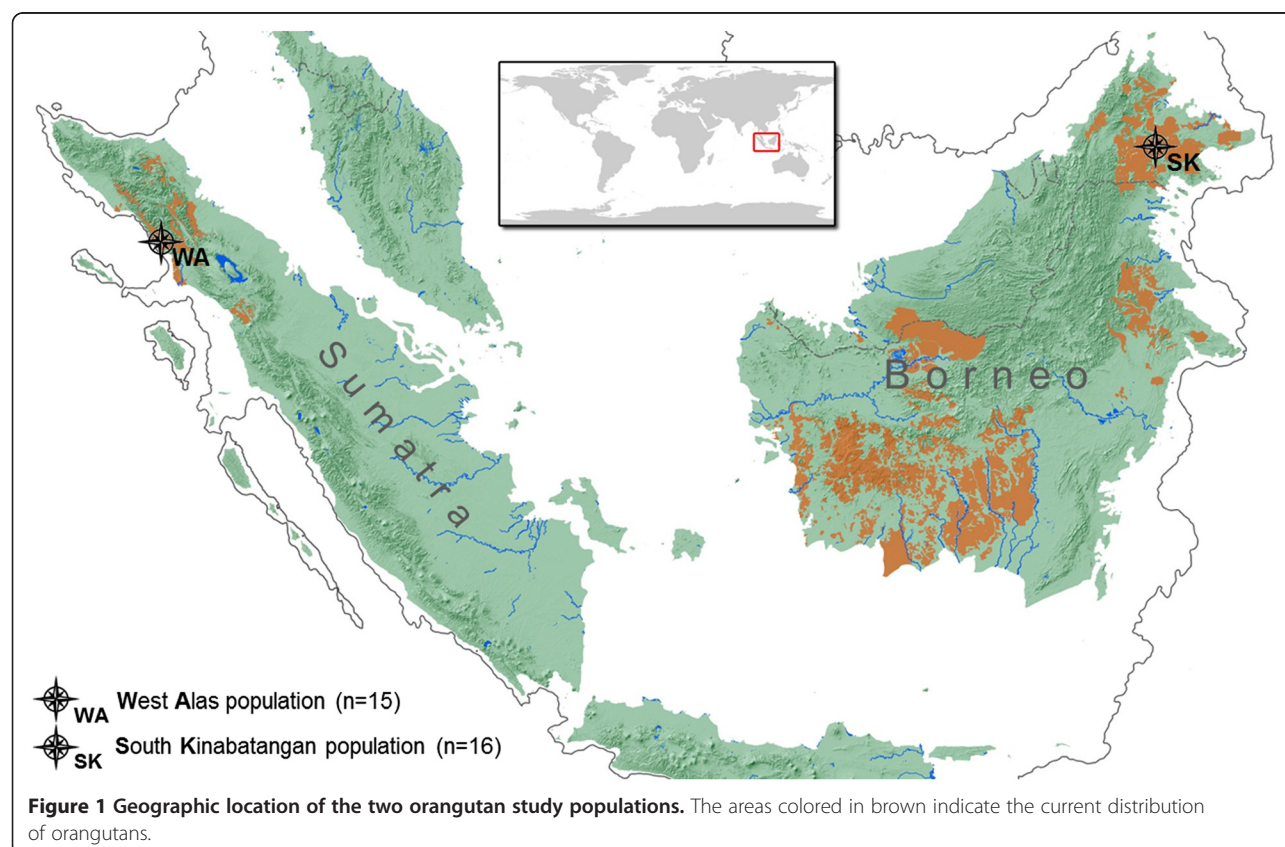 SK
WA
Sumatra
Borneo
WA West Alas population (n=15)
SK South Kinabatangan population (n=16)
Figure 1 Geographic location of the two orangutan study populations. The areas colored in brown indicate the current distribution
of orangutans.